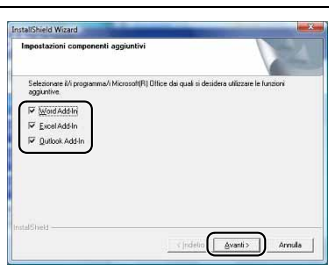 InstallShield Wizard
Impostazioni componenti aggiuntivi
Selezionare il/i programma/i Microsoft(R) Office dai quali si desidera utilizzare le funzioni
aggiuntive.
Word Add-In
Excel Add-In
Outlook Add-In
InstallShield
< Indietro
Avanti >
Annulla